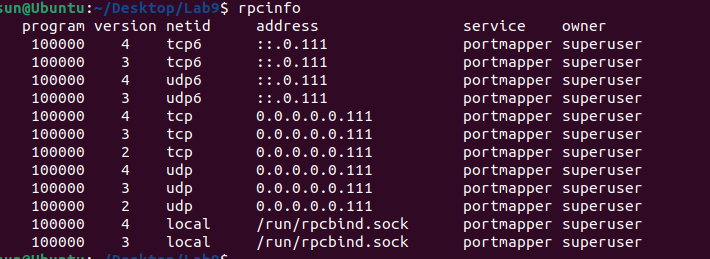 sun@Ubuntu:~/Desktop/Lab9$ rpcinfo
program version netid address service owner
100000 4 tcp6 ::.0.111 portmapper superuser
100000 3 tcp6 ::.0.111 portmapper superuser
100000 4 udp6 ::.0.111 portmapper superuser
100000 3 udp6 ::.0.111 portmapper superuser
100000 4 tcp 0.0.0.0.0.111 portmapper superuser
100000 3 tcp 0.0.0.0.0.111 portmapper superuser
100000 2 tcp 0.0.0.0.0.111 portmapper superuser
100000 4 udp 0.0.0.0.0.111 portmapper superuser
100000 3 udp 0.0.0.0.0.111 portmapper superuser
100000 2 udp 0.0.0.0.0.111 portmapper superuser
100000 4 local /run/rpcbind.sock portmapper superuser
100000 3 local /run/rpcbind.sock portmapper superuser
sun@Ubuntu:~/Desktop/Lab9$